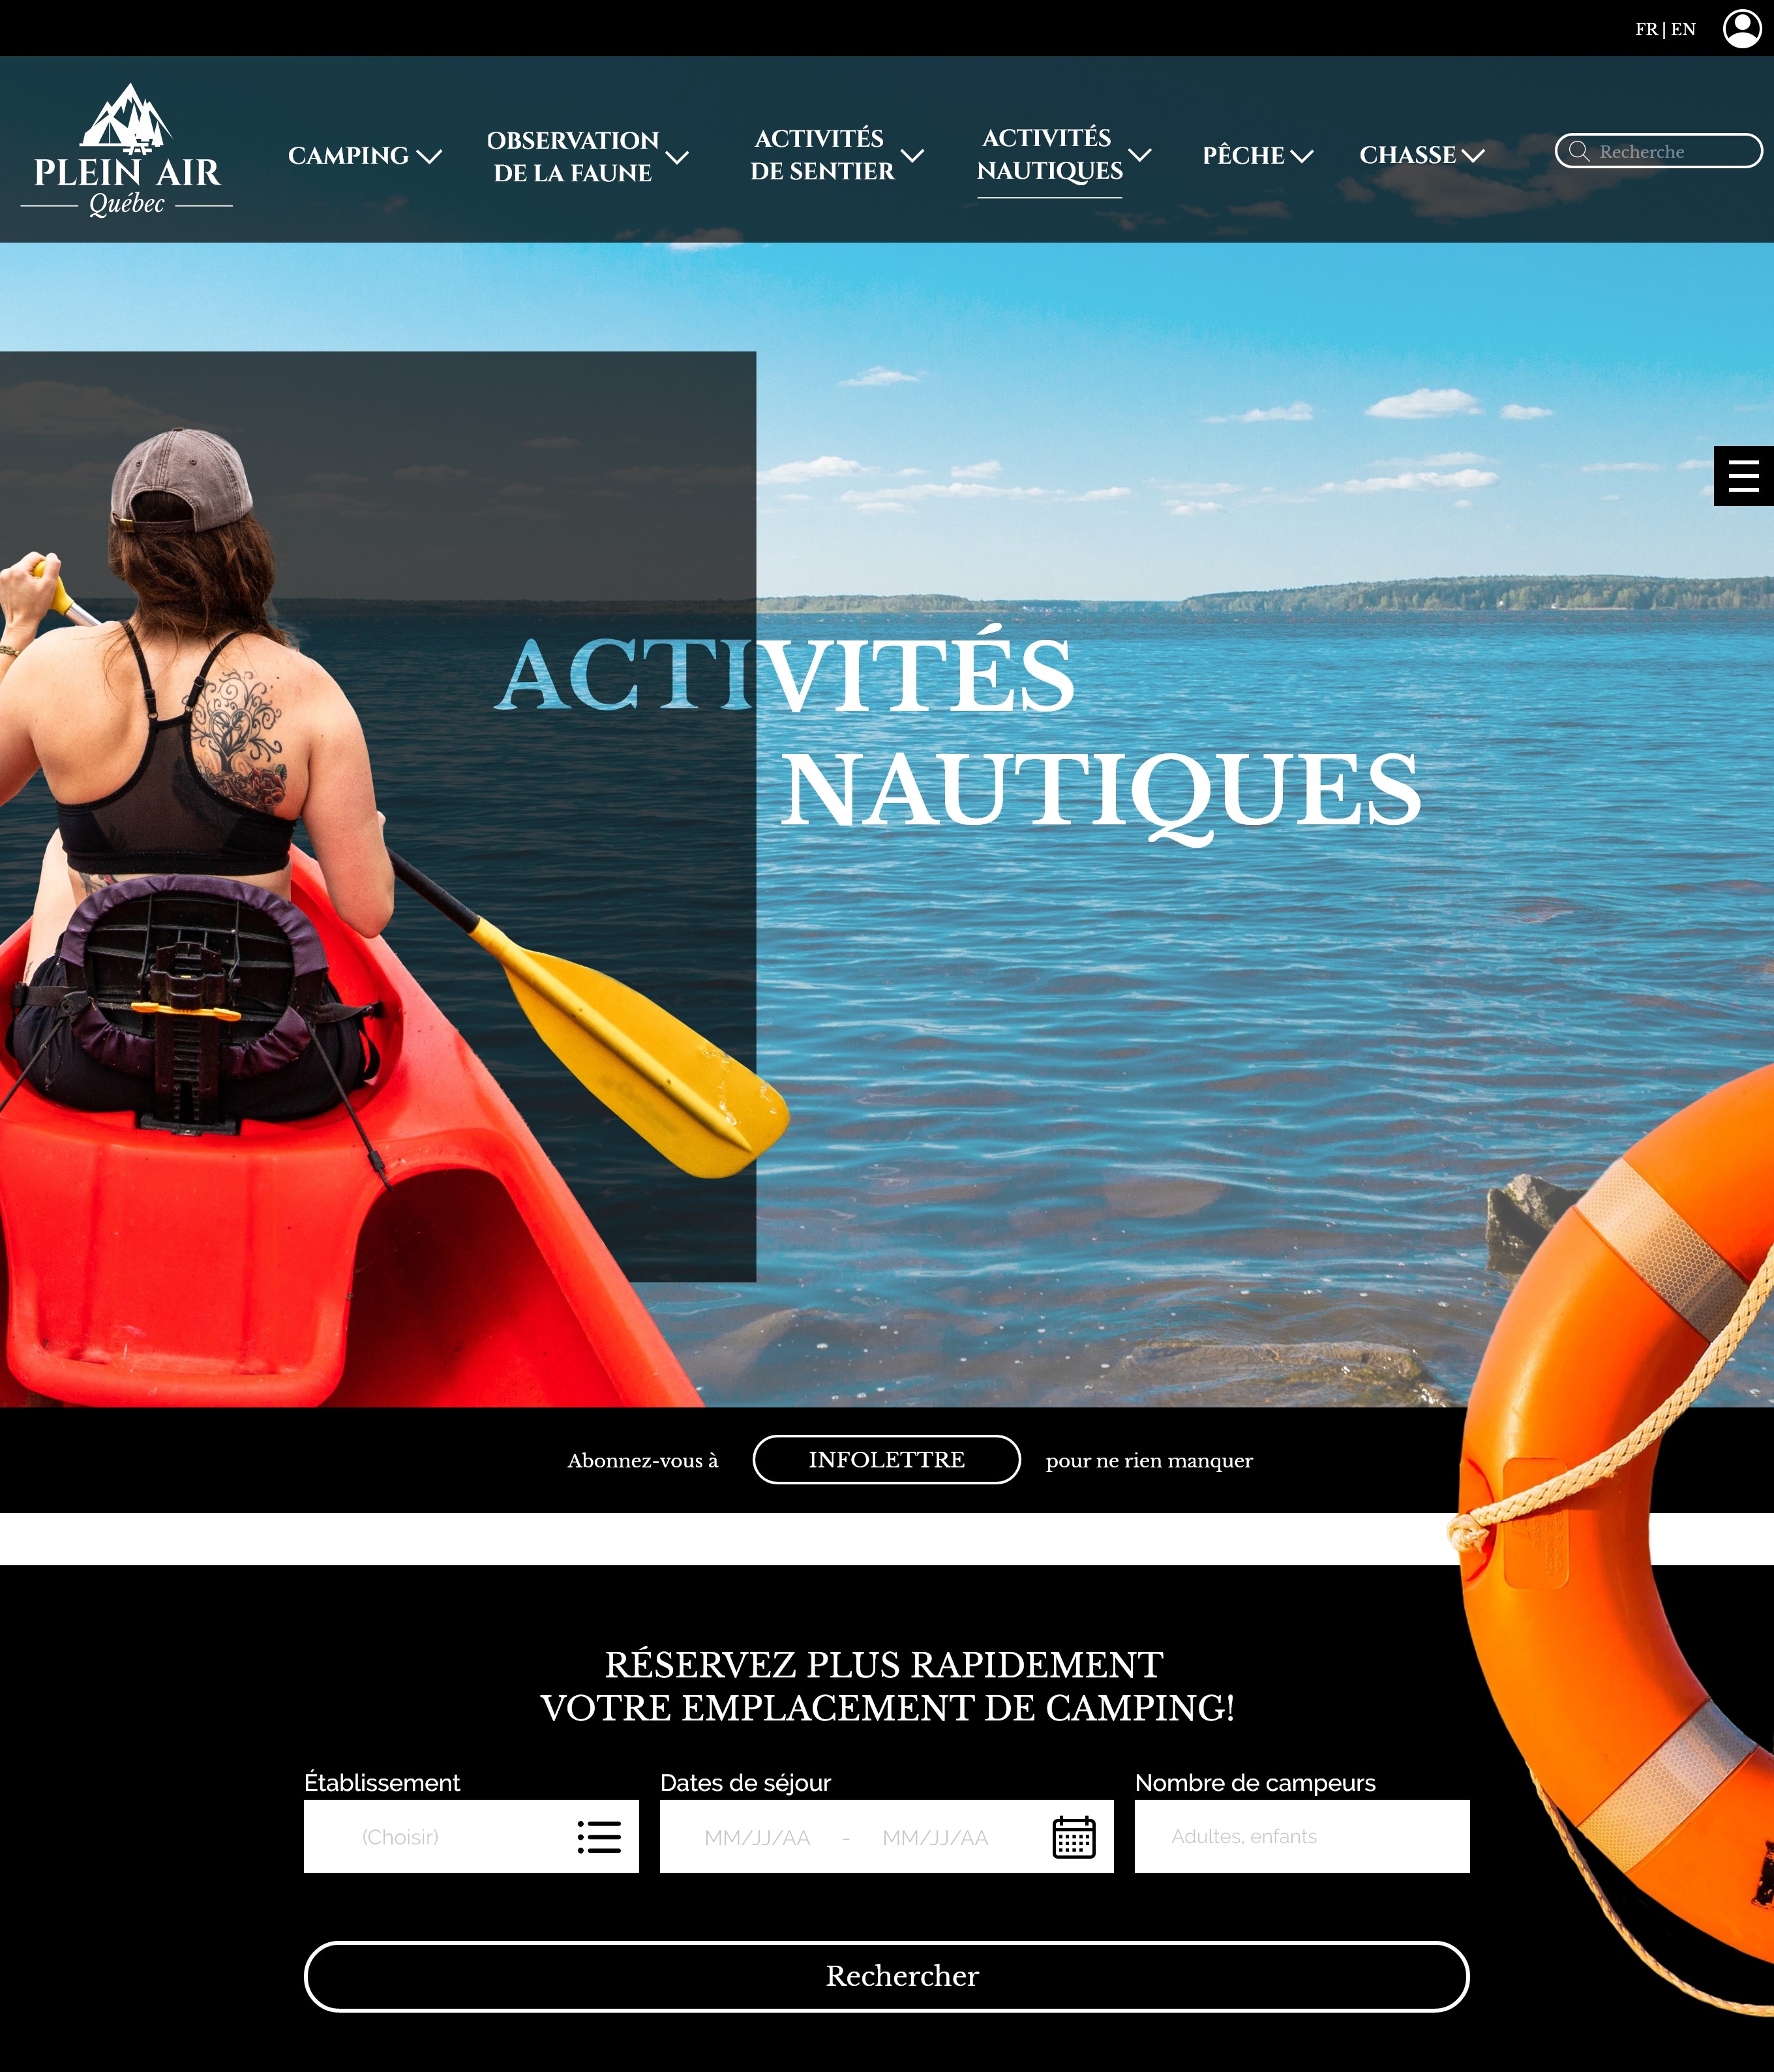 FR | EN
PLEIN AIR
Québec
CAMPING
OBSERVATION
DE LA FAUNE
ACTIVITÉS
DE SENTIER
ACTIVITÉS
NAUTIQUES
PÊCHE
CHASSE
Recherche
ACTIVITÉS
NAUTIQUES
Abonnez-vous à
INFOLETTRE
pour ne rien manquer
RÉSERVEZ PLUS RAPIDEMENT
VOTRE EMPLACEMENT DE CAMPING!
Établissement
Dates de séjour
Nombre de campeurs
(Choisir)
MM/JJ/AA - MM/JJ/AA
Adultes, enfants
Rechercher